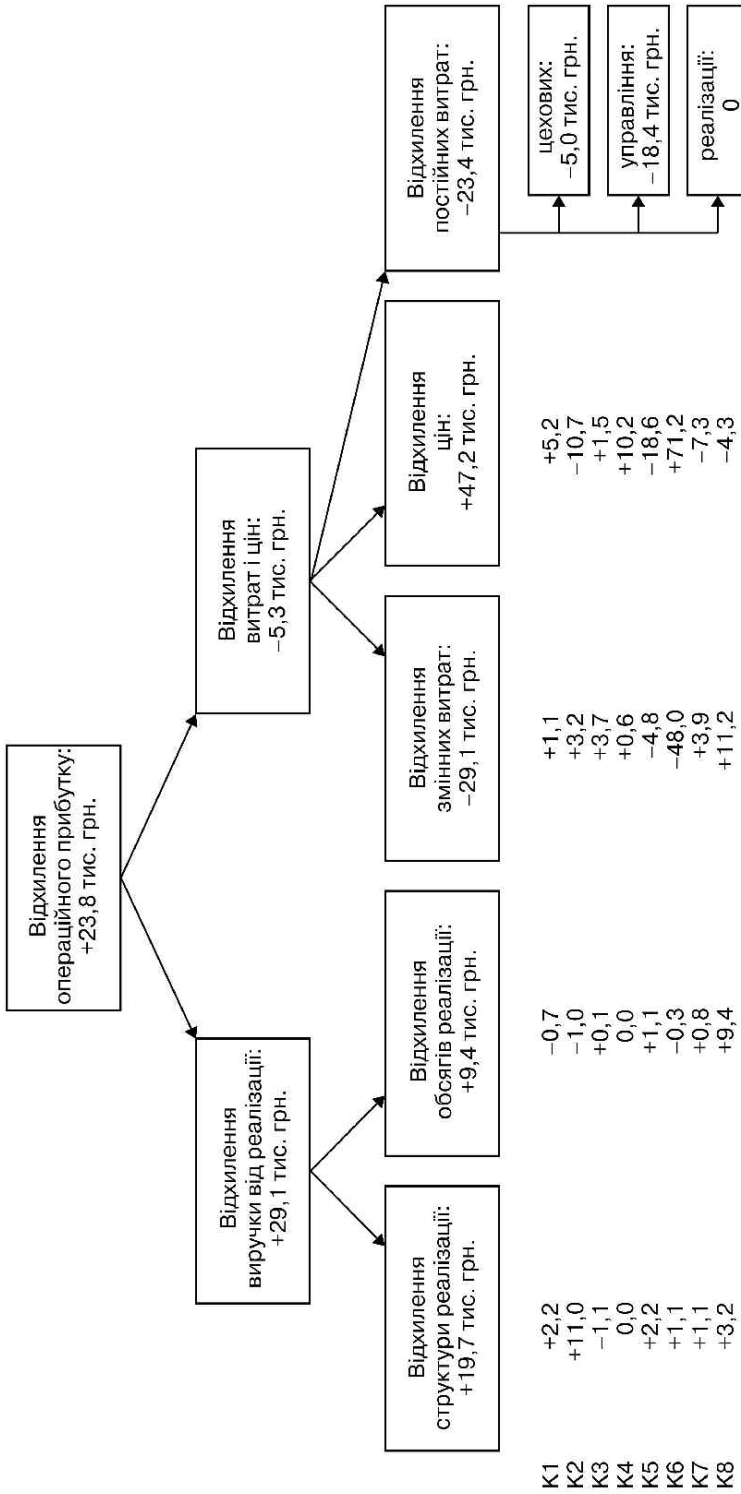 Відхилення
операційного прибутку:
+23,8 тис. грн.
Відхилення
виручки від реалізації:
+29,1 тис. грн.
Відхилення
витрат і цін:
−5,3 тис. грн.
Відхилення
структури реалізації:
+19,7 тис. грн.
Відхилення
обсягів реалізації:
+9,4 тис. грн.
Відхилення
змінних витрат:
−29,1 тис. грн.
Відхилення
цін:
+47,2 тис. грн.
Відхилення
постійних витрат:
−23,4 тис. грн.
цехових:
−5,0 тис. грн.
управління:
−18,4 тис. грн.
реалізації:
0
К1 +2,2 −0,7 +1,1 +5,2
К2 +11,0 −1,0 +3,2 −10,7
К3 −1,1 +0,1 +3,7 +1,5
К4 0,0 0,0 +0,6 +10,2
К5 +2,2 +1,1 −4,8 −18,6
К6 +1,1 −0,3 −48,0 +71,2
К7 +1,1 +0,8 +3,9 −7,3
К8 +3,2 +9,4 +11,2 −4,3